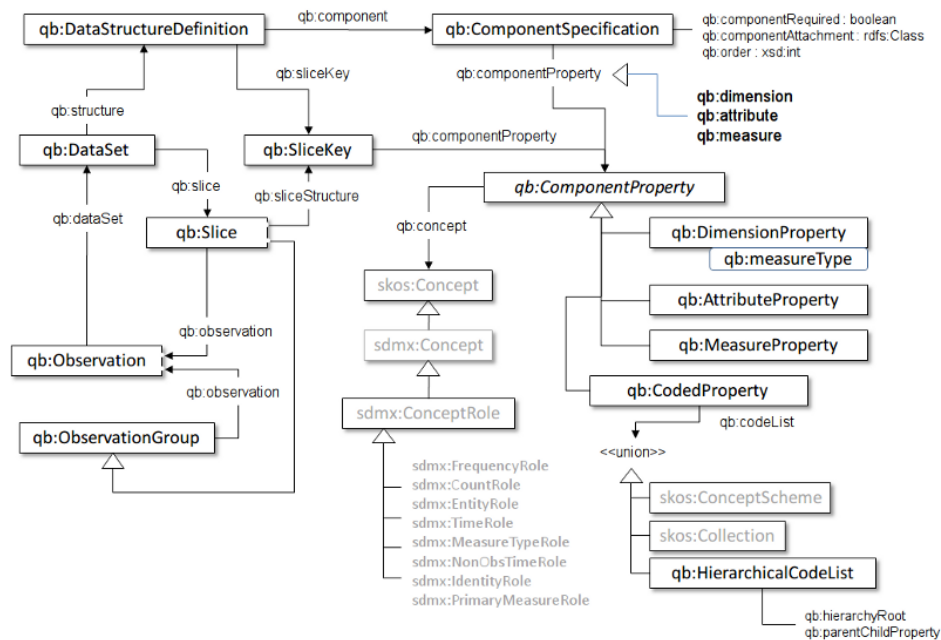 qb:DataStructureDefinition
qb:component
qb:ComponentSpecification
qb:componentRequired : boolean
qb:componentAttachment : rdfs:Class
qb:order : xsd:int
qb:sliceKey
qb:componentProperty
qb:dimension
qb:attribute
qb:measure
qb:structure
qb:DataSet
qb:SliceKey
qb:componentProperty
qb:slice
qb:sliceStructure
qb:ComponentProperty
qb:dataSet
qb:Slice
qb:concept
qb:DimensionProperty
qb:measureType
skos:Concept
qb:AttributeProperty
qb:observation
sdmx:Concept
qb:MeasureProperty
qb:Observation
qb:observation
qb:CodedProperty
sdmx:ConceptRole
qb:codeList
qb:ObservationGroup
<<union>>
sdmx:FrequencyRole
sdmx:CountRole
sdmx:EntityRole
sdmx:TimeRole
sdmx:MeasureTypeRole
sdmx:NonObsTimeRole
sdmx:IdentityRole
sdmx:PrimaryMeasureRole
skos:ConceptScheme
skos:Collection
qb:HierarchicalCodeList
qb:hierarchyRoot
qb:parentChildProperty